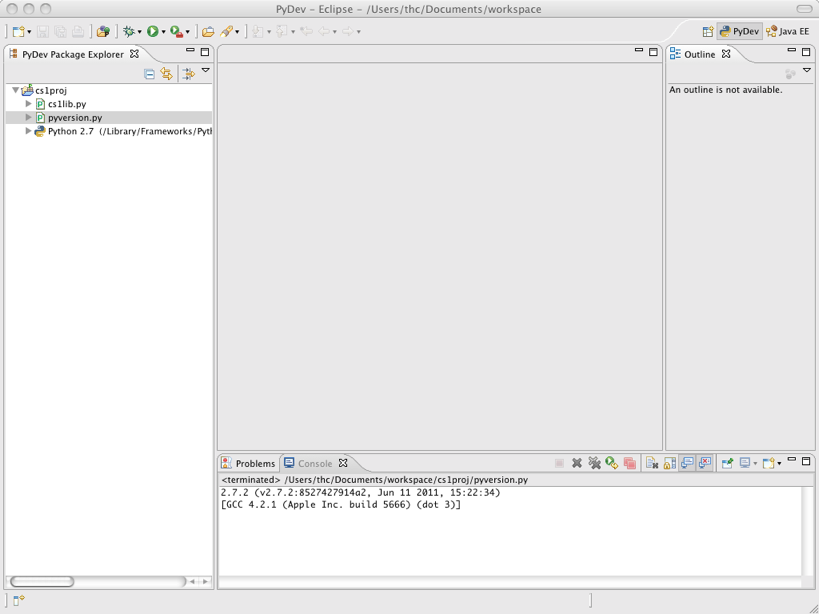 PyDev – Eclipse – /Users/thc/Documents/workspace
PyDev
Java EE
PyDev Package Explorer
Outline
cs1proj
cs1lib.py
pyversion.py
Python 2.7 (/Library/Frameworks/Pyth
An outline is not available.
Problems
Console
<terminated> /Users/thc/Documents/workspace/cs1proj/pyversion.py
2.7.2 (v2.7.2:8527427914a2, Jun 11 2011, 15:22:34)
[GCC 4.2.1 (Apple Inc. build 5666) (dot 3)]